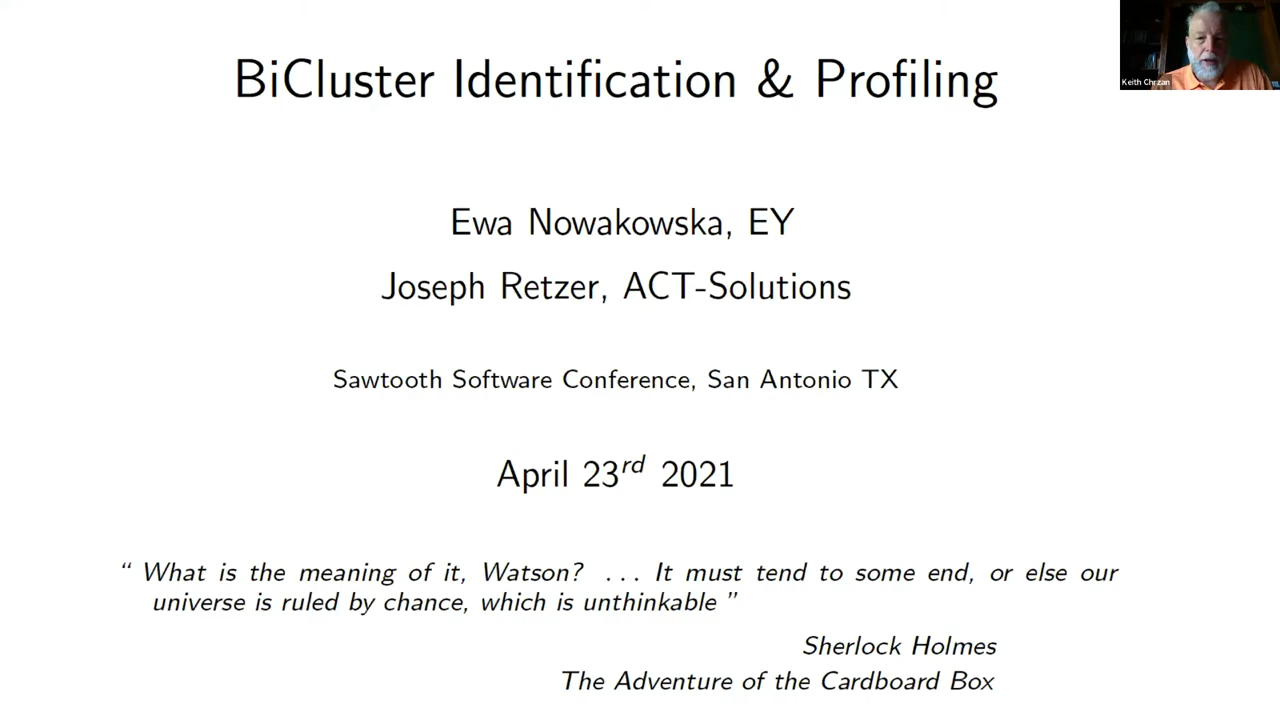 BiCluster Identification & Profiling
Keith Chrzan
Ewa Nowakowska, EY
Joseph Retzer, ACT-Solutions
Sawtooth Software Conference, San Antonio TX
April 23rd 2021
“ What is the meaning of it, Watson? ... It must tend to some end, or else our
universe is ruled by chance, which is unthinkable ”
Sherlock Holmes
The Adventure of the Cardboard Box